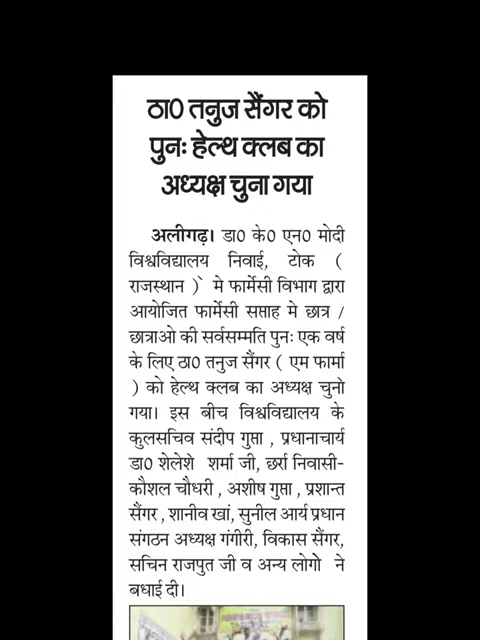 ठा0 तनुज सैंगर को
पुनः हेल्थ क्लब का
अध्यक्ष चुना गया
अलीगढ़। डा0 के0 एन0 मोदी
विश्वविद्यालय निवाई, टोक (
राजस्थान )` मे फार्मेसी विभाग द्वारा
आयोजित फार्मेसी सप्ताह मे छात्र /
छात्राओ की सर्वसम्मति पुनः एक वर्ष
के लिए ठा0 तनुज सैंगर ( एम फार्मा
) को हेल्थ क्लब का अध्यक्ष चुनो
गया। इस बीच विश्वविद्यालय के
कुलसचिव संदीप गुप्ता , प्रधानाचार्य
डा0 शेलेशे शर्मा जी, छर्रा निवासी-
कौशल चौधरी , अशीष गुप्ता , प्रशान्त
सैंगर , शानीव खां, सुनील आर्य प्रधान
संगठन अध्यक्ष गंगीरी, विकास सैंगर,
सचिन राजपुत जी व अन्य लोगो ने
बधाई दी।